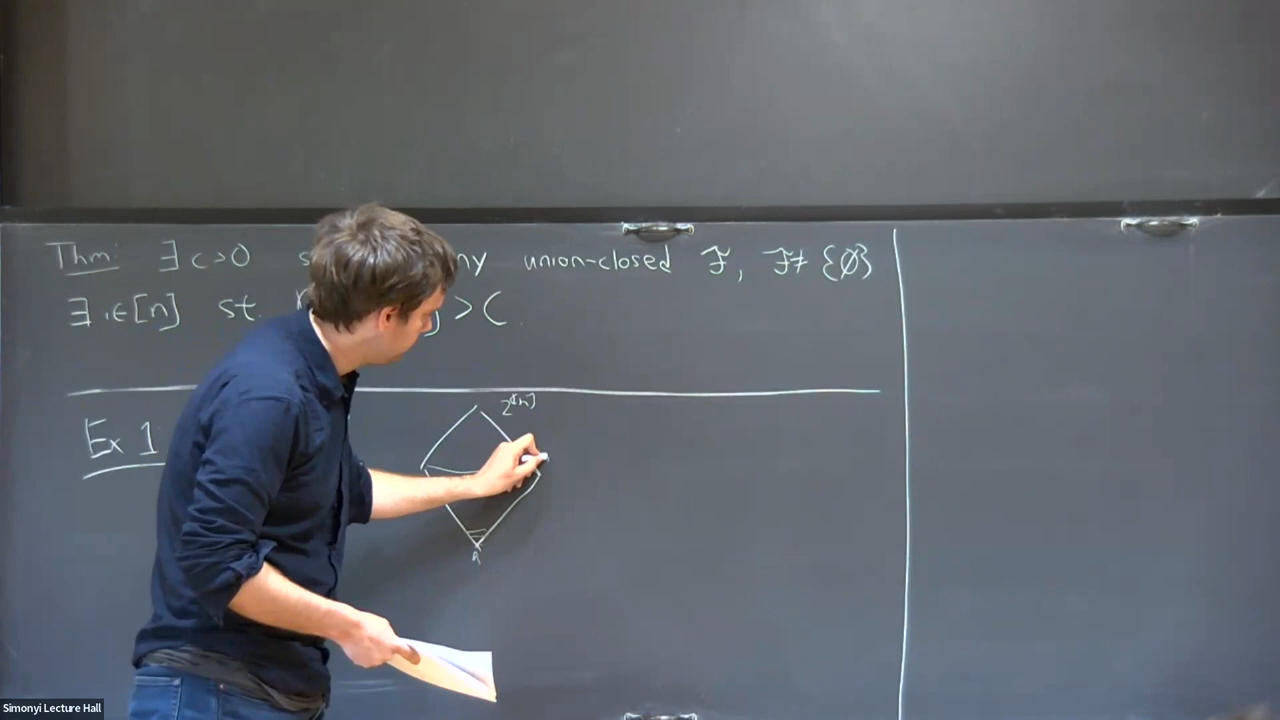 Thm: ∃ c>0 union-closed ℱ, ℱ≠ {∅}
∃ i∈[n] st. > C
Ex 1
2^[n]
Simonyi Lecture Hall